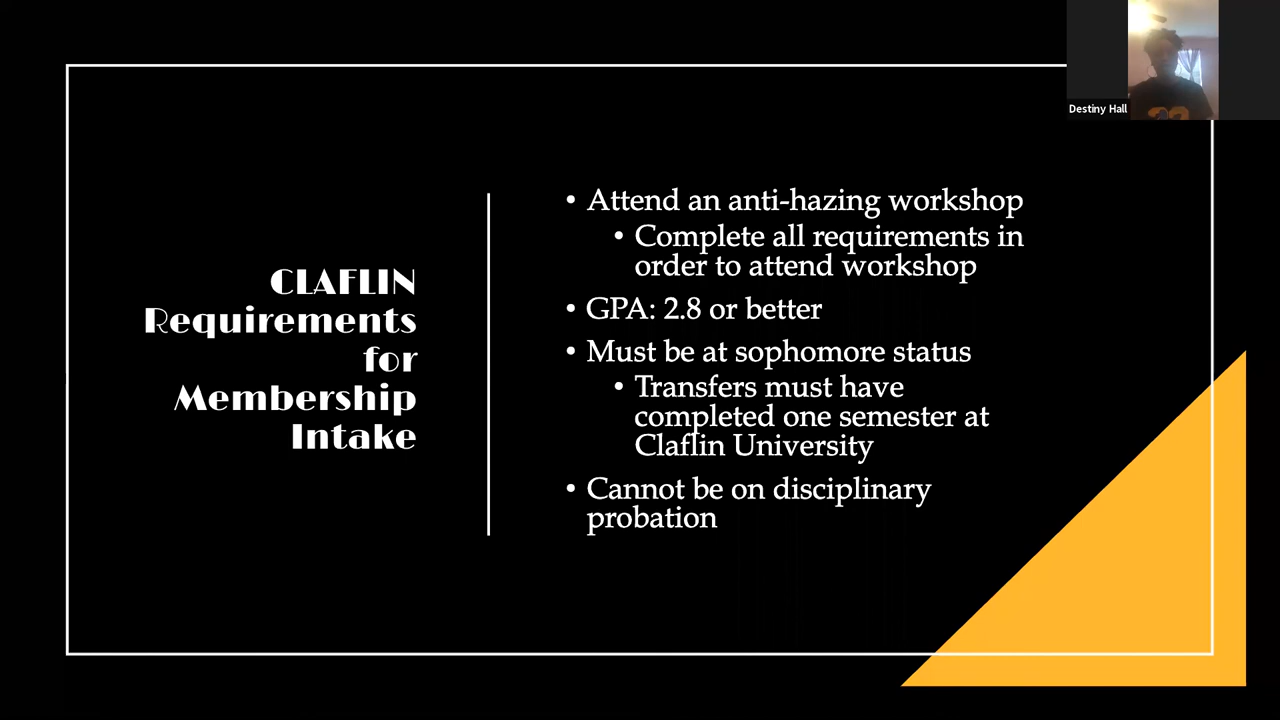 Destiny Hall
CLAFLIN
Requirements
for
Membership
Intake
• Attend an anti-hazing workshop
• Complete all requirements in
order to attend workshop
• GPA: 2.8 or better
• Must be at sophomore status
• Transfers must have
completed one semester at
Claflin University
• Cannot be on disciplinary
probation